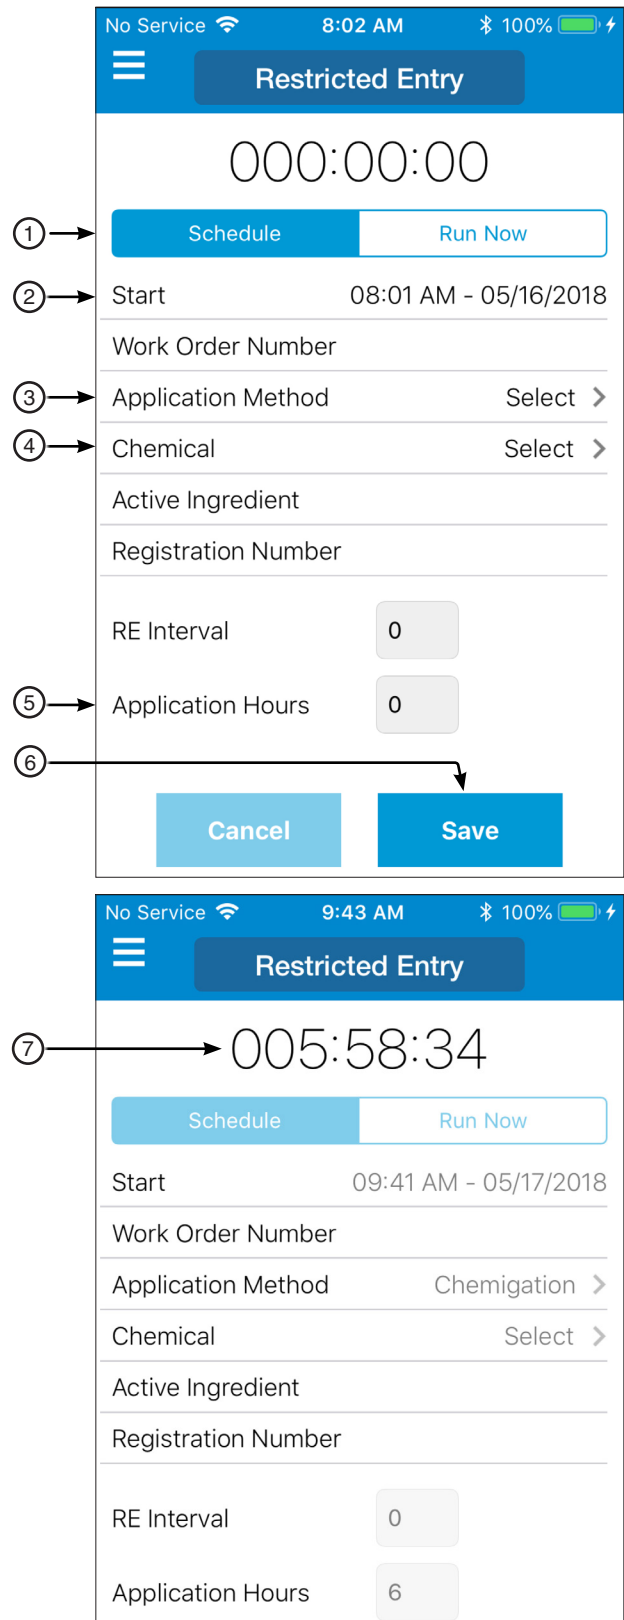 No Service 8:02 AM 100%
Restricted Entry
000:00:00
1 Schedule Run Now
2 Start 08:01 AM - 05/16/2018
Work Order Number
3 Application Method Select
4 Chemical Select
Active Ingredient
Registration Number
RE Interval 0
5 Application Hours 0
6
Cancel Save
No Service 9:43 AM 100%
Restricted Entry
7 005:58:34
Schedule Run Now
Start 09:41 AM - 05/17/2018
Work Order Number
Application Method Chemigation
Chemical Select
Active Ingredient
Registration Number
RE Interval 0
Application Hours 6